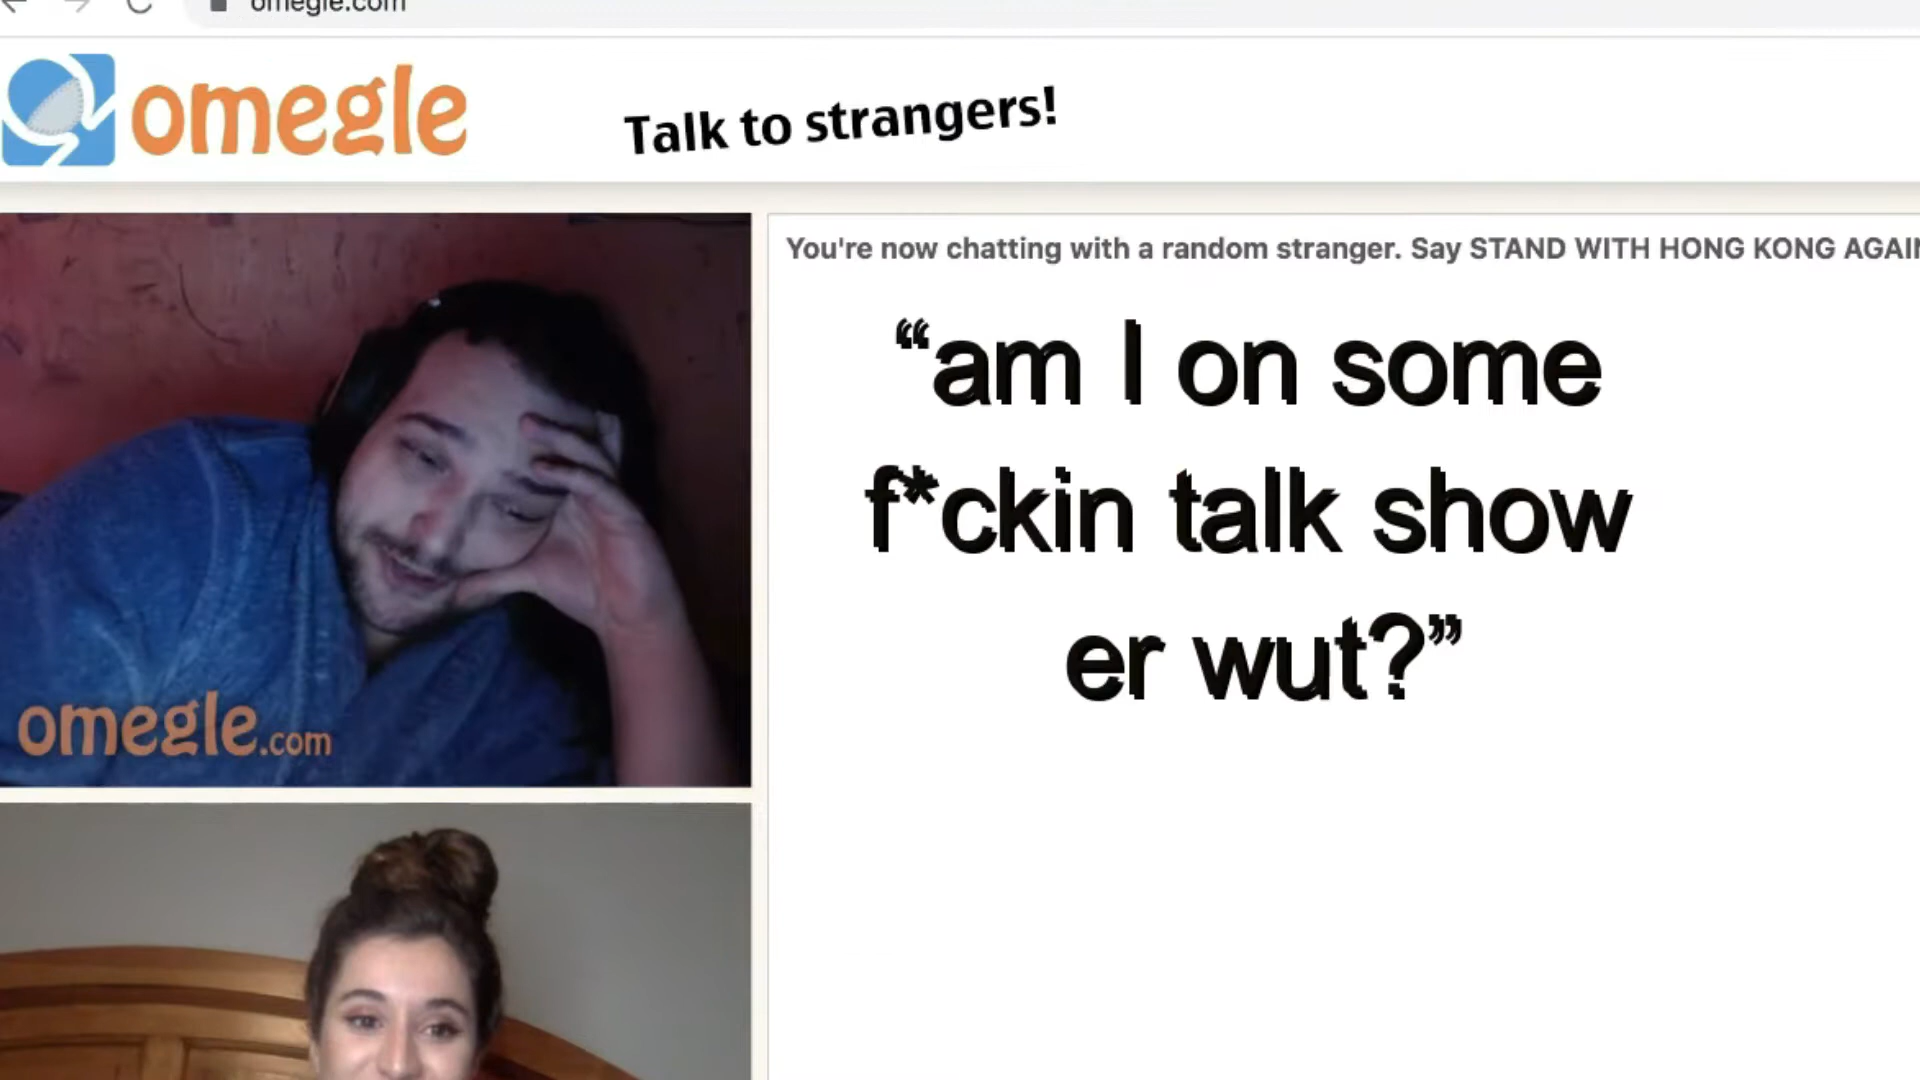 omegle.com
omegle
Talk to strangers!
You're now chatting with a random stranger. Say STAND WITH HONG KONG AGAI
“am I on some
f*ckin talk show
er wut?”
omegle.com